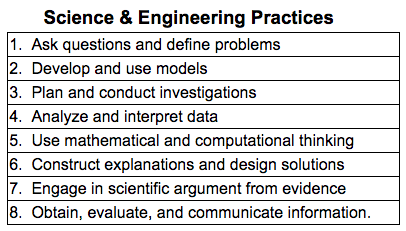 Science & Engineering Practices
1. Ask questions and define problems
2. Develop and use models
3. Plan and conduct investigations
4. Analyze and interpret data
5. Use mathematical and computational thinking
6. Construct explanations and design solutions
7. Engage in scientific argument from evidence
8. Obtain, evaluate, and communicate information.